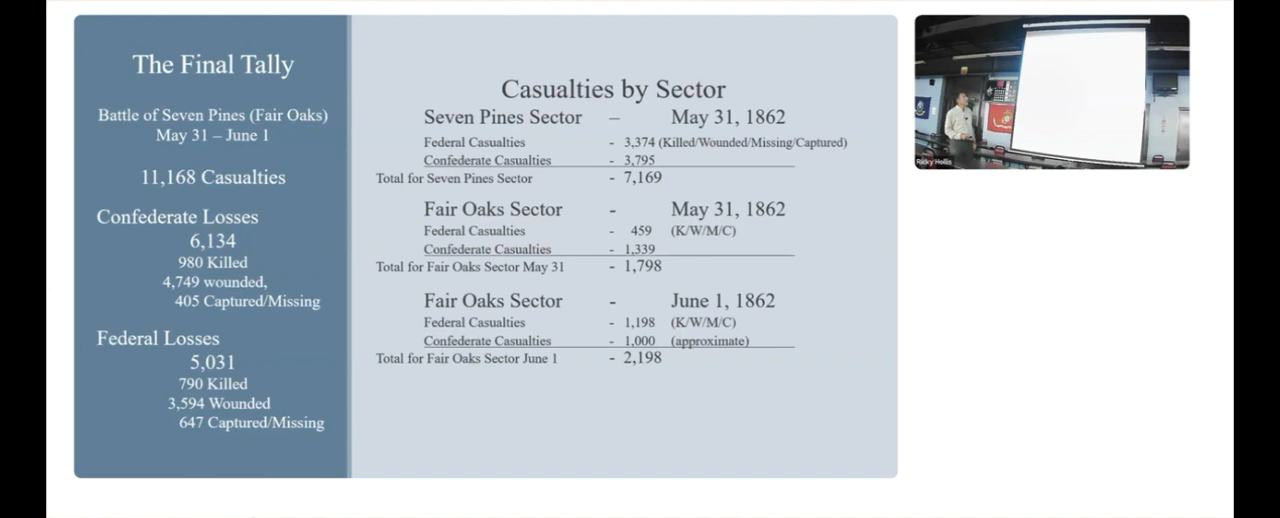 The Final Tally
Battle of Seven Pines (Fair Oaks)
May 31 – June 1
11,168 Casualties
Confederate Losses
6,134
980 Killed
4,749 wounded,
405 Captured/Missing
Federal Losses
5,031
790 Killed
3,594 Wounded
647 Captured/Missing
Casualties by Sector
Seven Pines Sector – May 31, 1862
Federal Casualties - 3,374 (Killed/Wounded/Missing/Captured)
Confederate Casualties - 3,795
Total for Seven Pines Sector - 7,169
Fair Oaks Sector - May 31, 1862
Federal Casualties - 459 (K/W/M/C)
Confederate Casualties - 1,339
Total for Fair Oaks Sector May 31 - 1,798
Fair Oaks Sector - June 1, 1862
Federal Casualties - 1,198 (K/W/M/C)
Confederate Casualties - 1,000 (approximate)
Total for Fair Oaks Sector June 1 - 2,198
Ricky Hollis